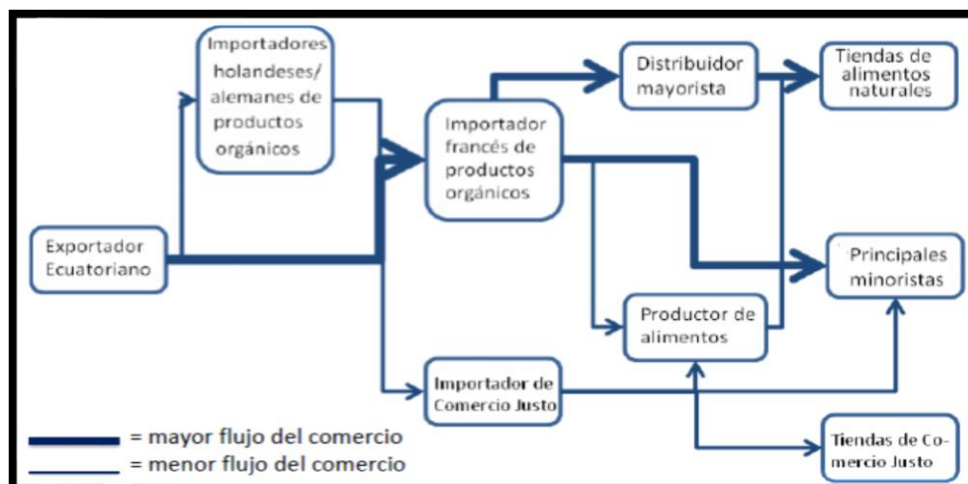 Importadores
holandeses/
alemanes de
productos
orgánicos
Distribuidor
mayorista
Tiendas de
alimentos
naturales
Importador
francés de
productos
orgánicos
Exportador
Ecuatoriano
Principales
minoristas
Productor de
alimentos
Importador de
Comercio Justo
Tiendas de Co-
mercio Justo
= mayor flujo del comercio
= menor flujo del comercio